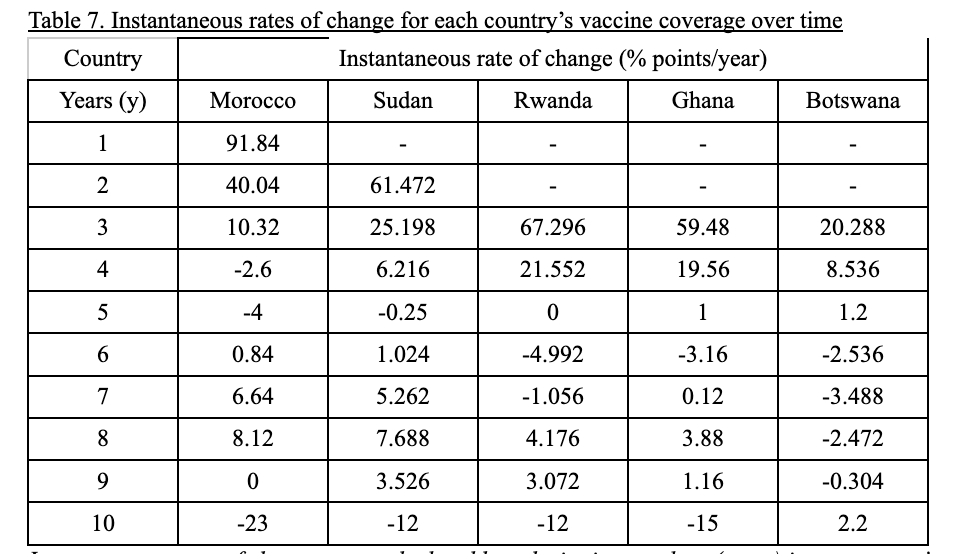 Table 7. Instantaneous rates of change for each country’s vaccine coverage over time
Country Instantaneous rate of change (% points/year)
Years (y) Morocco Sudan Rwanda Ghana Botswana
1 91.84 - - - -
2 40.04 61.472 - - -
3 10.32 25.198 67.296 59.48 20.288
4 -2.6 6.216 21.552 19.56 8.536
5 -4 -0.25 0 1 1.2
6 0.84 1.024 -4.992 -3.16 -2.536
7 6.64 5.262 -1.056 0.12 -3.488
8 8.12 7.688 4.176 3.88 -2.472
9 0 3.526 3.072 1.16 -0.304
10 -23 -12 -12 -15 2.2